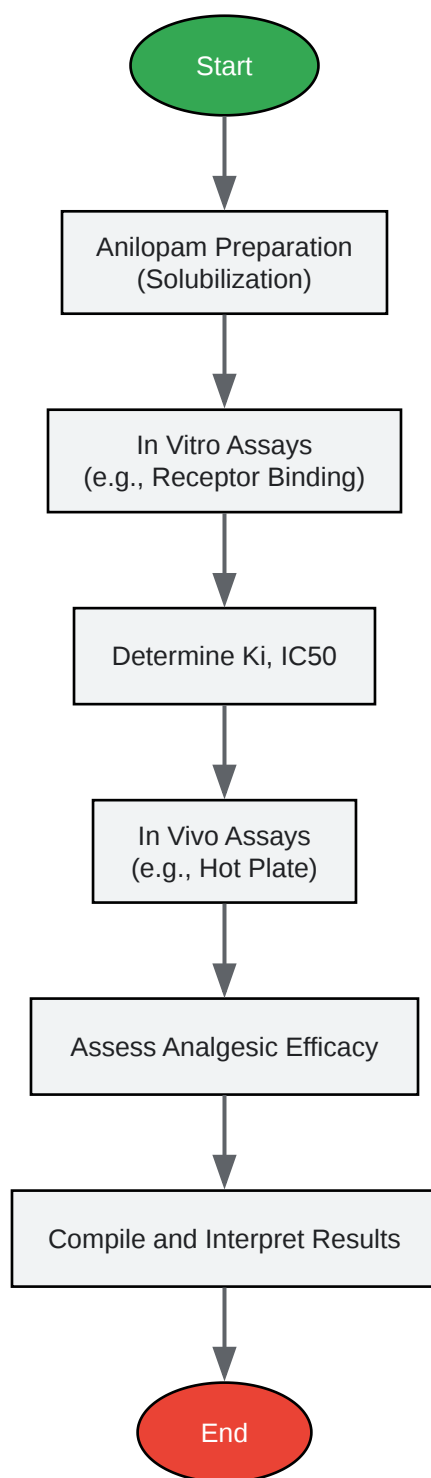 Start
Anilopam Preparation
(Solubilization)
In Vitro Assays
(e.g., Receptor Binding)
Determine Ki, IC50
In Vivo Assays
(e.g., Hot Plate)
Assess Analgesic Efficacy
Compile and Interpret Results
End